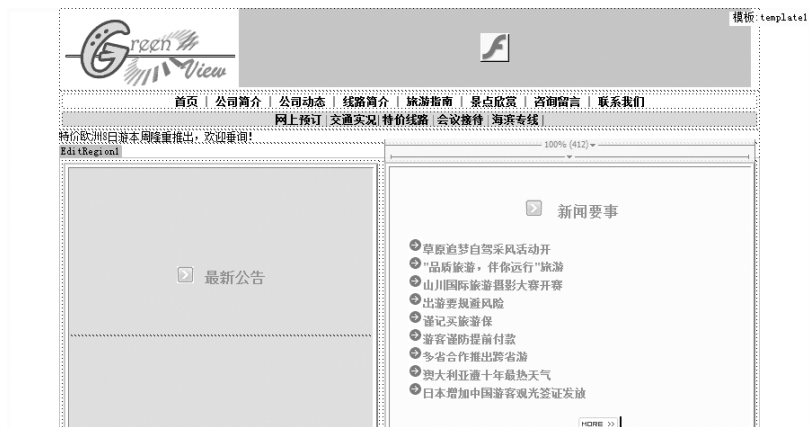 模板:template1
Green View
首页 | 公司简介 | 公司动态 | 线路简介 | 旅游指南 | 景点欣赏 | 咨询留言 | 联系我们
网上预订 | 交通实况 | 特价线路 | 会议接待 | 海滨专线 |
特价欧洲8日游本周隆重推出，欢迎垂询!
EditRegion1
100% (412)
最新公告
新闻要事
草原追梦自驾采风活动开
"品质旅游，伴你远行"旅游
山川国际旅游摄影大赛开赛
出游要规避风险
谨记买旅游保
游客谨防提前付款
多省合作推出跨省游
澳大利亚遭十年最热天气
日本增加中国游客观光签证发放
MORE >>